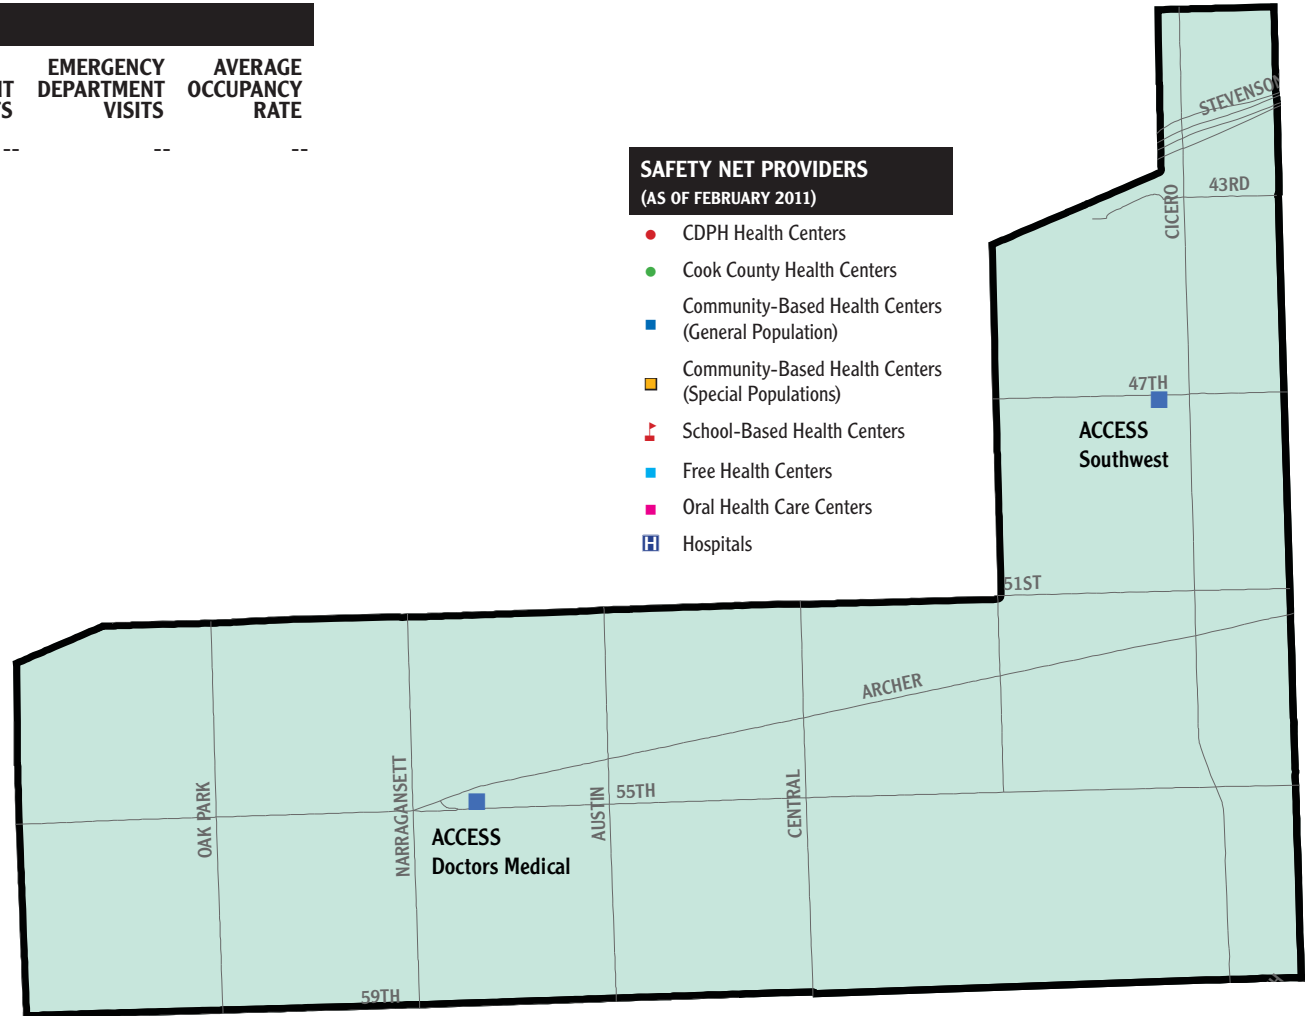 EMERGENCY
DEPARTMENT
VISITS
AVERAGE
OCCUPANCY
RATE
--
--
--
SAFETY NET PROVIDERS
(AS OF FEBRUARY 2011)
CDPH Health Centers
Cook County Health Centers
Community-Based Health Centers
(General Population)
Community-Based Health Centers
(Special Populations)
School-Based Health Centers
Free Health Centers
Oral Health Care Centers
H Hospitals
STEVENSON
43RD
CICERO
47TH
ACCESS
Southwest
51ST
ARCHER
NARRAGANSETT
OAK PARK
AUSTIN
55TH
CENTRAL
ACCESS
Doctors Medical
59TH